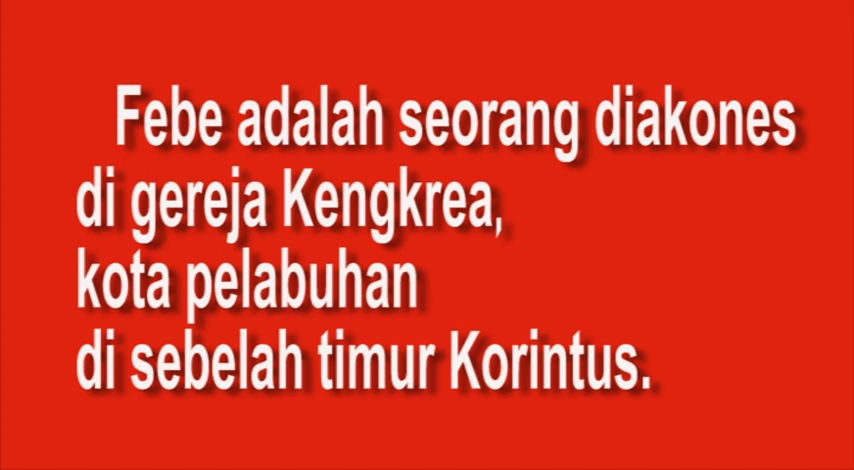 Febe adalah seorang diakones
di gereja Kengkrea,
kota pelabuhan
di sebelah timur Korintus.